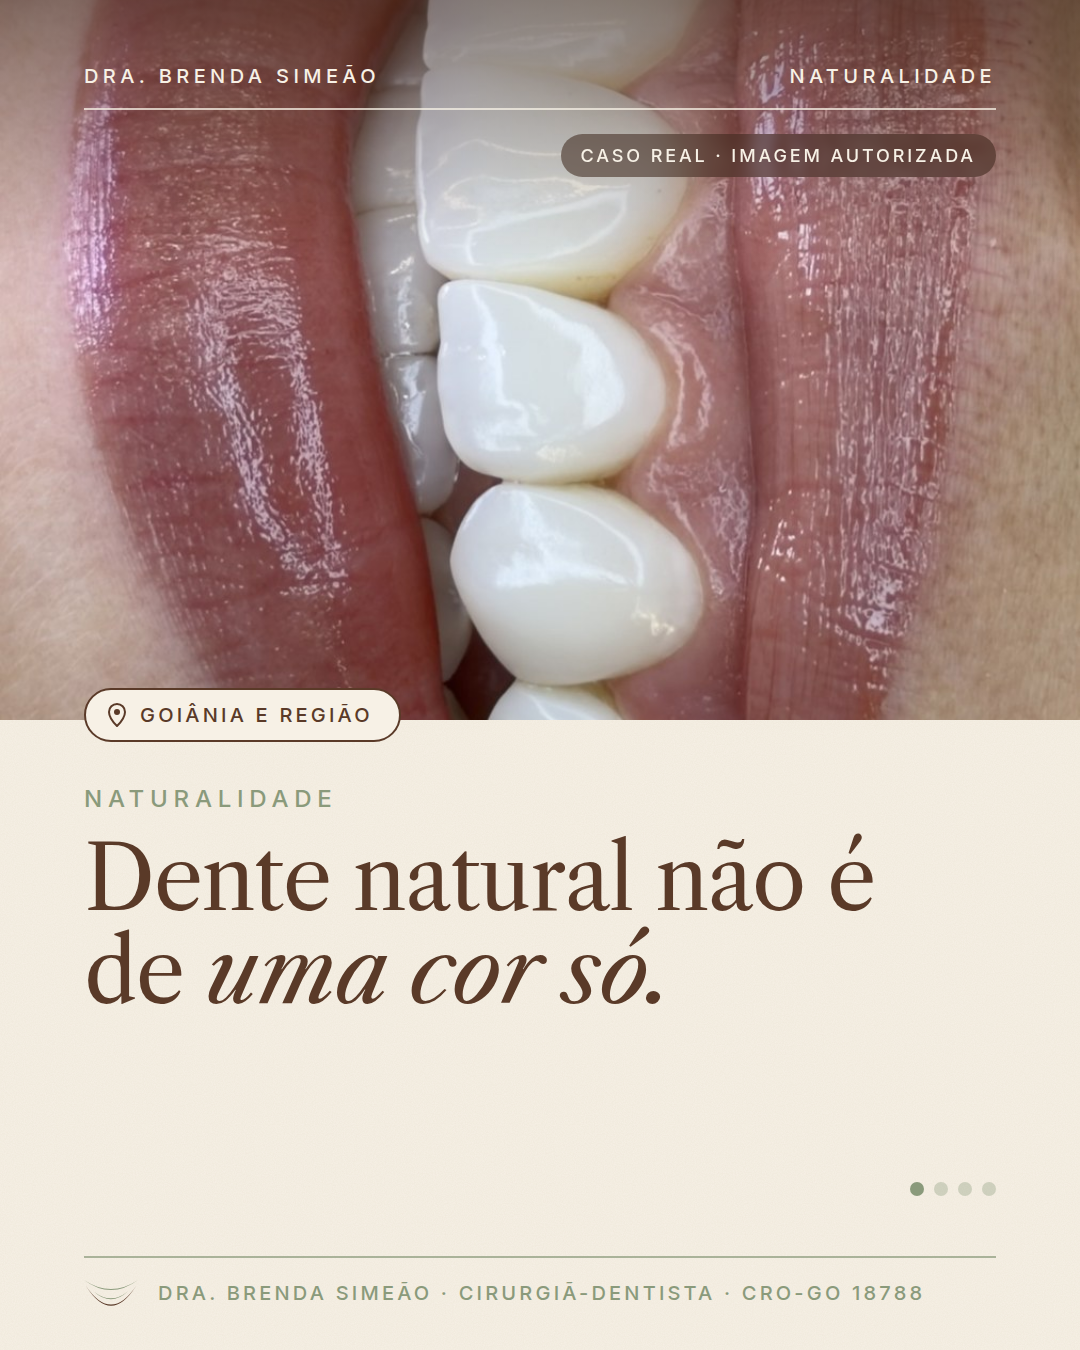 DRA. BRENDA SIMEÃO
NATURALIDADE
CASO REAL · IMAGEM AUTORIZADA
GOIÂNIA E REGIÃO
NATURALIDADE
Dente natural não é
de uma cor só.
DRA. BRENDA SIMEÃO · CIRURGIÃ-DENTISTA · CRO-GO 18788